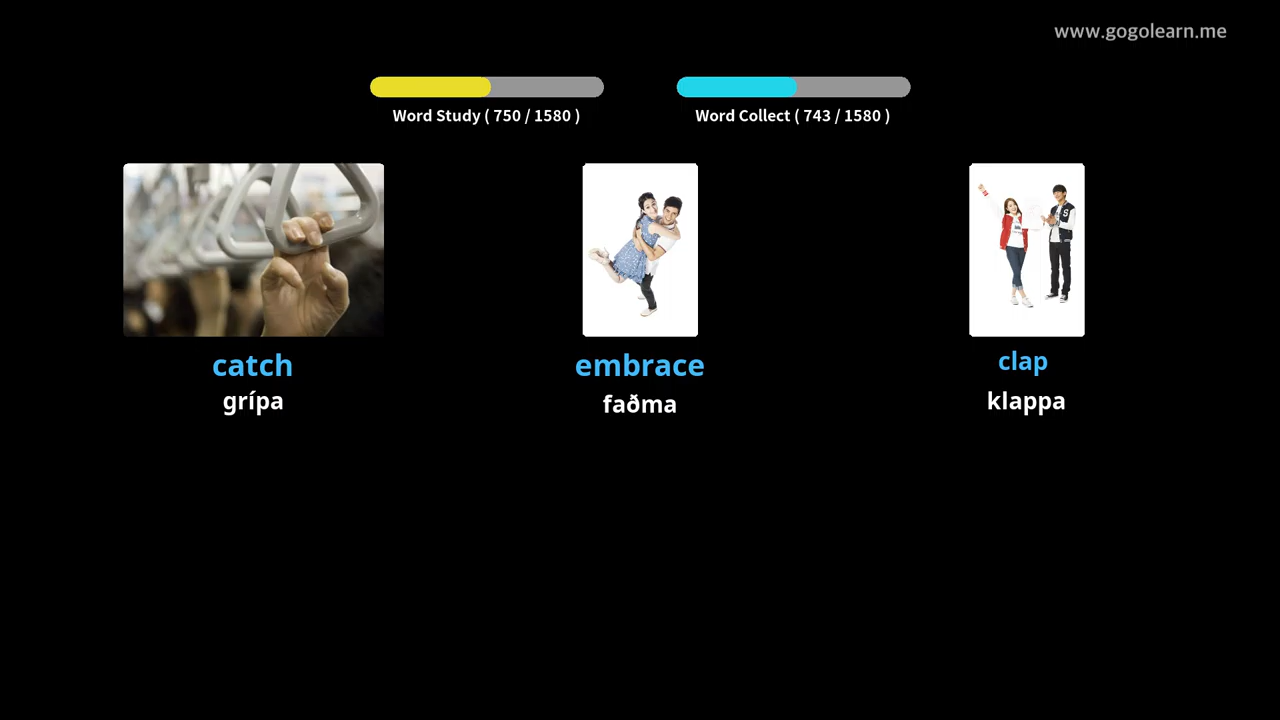 www.gogolearn.me
Word Study ( 750 / 1580 )
Word Collect ( 743 / 1580 )
catch
grípa
embrace
faðma
clap
klappa